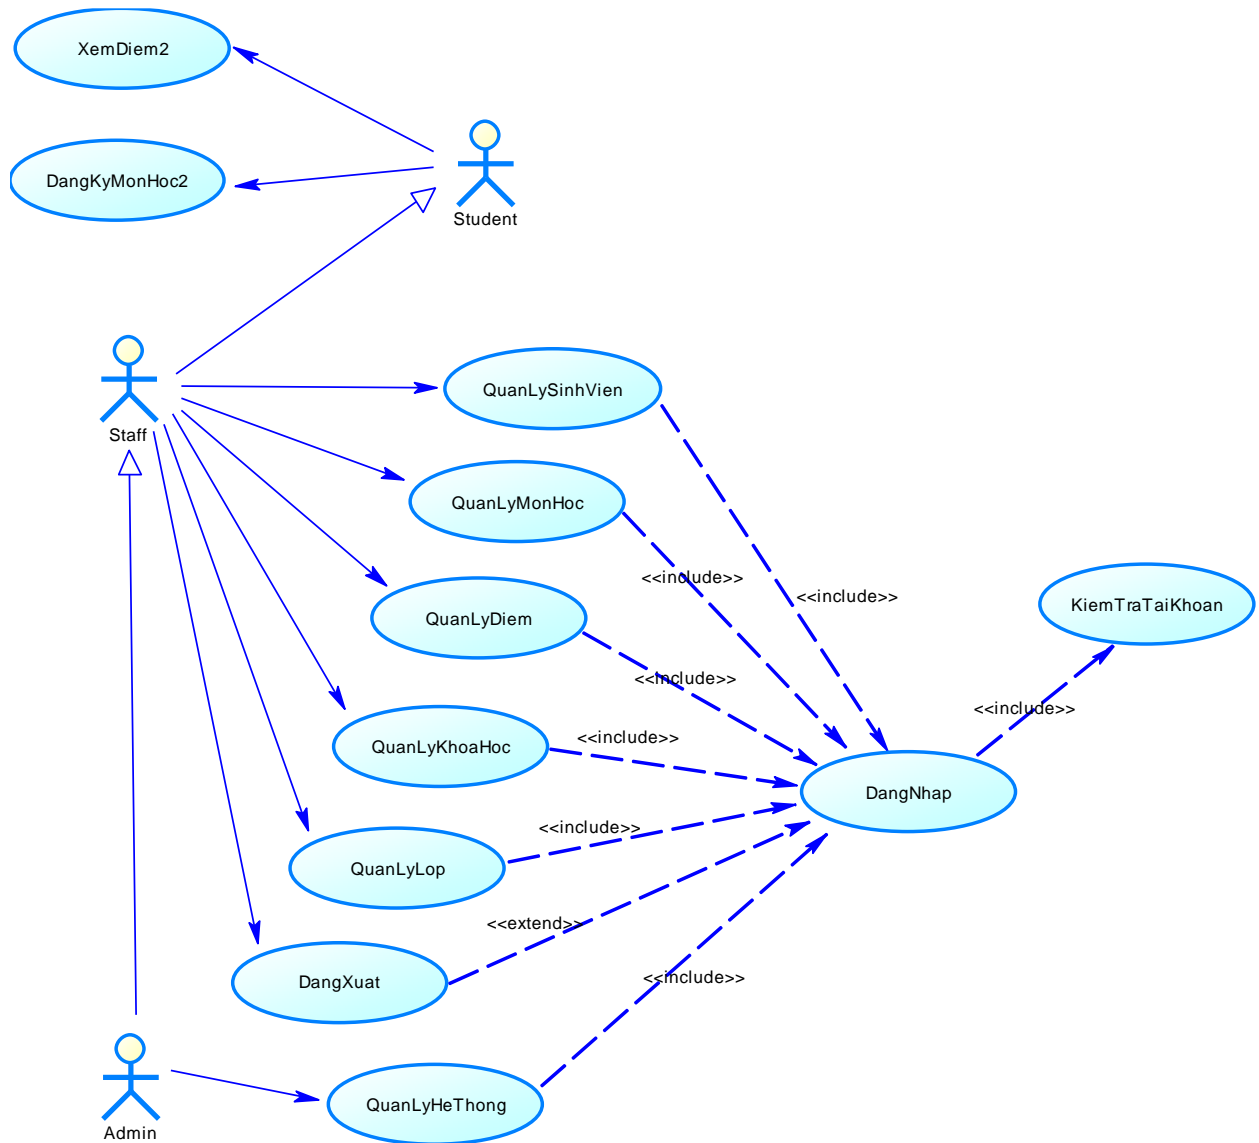 XemDiem2
DangKyMonHoc2
Student
Staff
QuanLySinhVien
QuanLyMonHoc
<<include>>
<<include>>
KiemTraTaiKhoan
QuanLyDiem
<<include>>
<<include>>
QuanLyKhoaHoc
<<include>>
DangNhap
<<include>>
QuanLyLop
<<extend>>
DangXuat
<<include>>
QuanLyHeThong
Admin